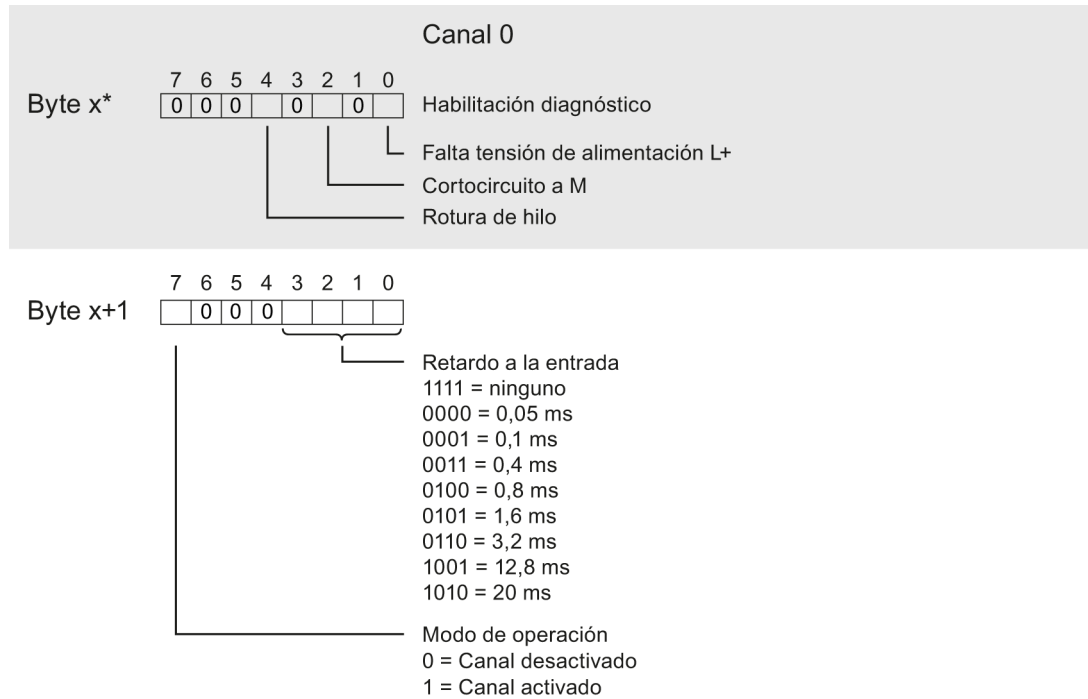 Canal 0
7 6 5 4 3 2 1 0
Byte x* 0 0 0 0 0 Habilitación diagnóstico
Falta tensión de alimentación L+
Cortocircuito a M
Rotura de hilo
7 6 5 4 3 2 1 0
Byte x+1 0 0 0
Retardo a la entrada
1111 = ninguno
0000 = 0,05 ms
0001 = 0,1 ms
0011 = 0,4 ms
0100 = 0,8 ms
0101 = 1,6 ms
0110 = 3,2 ms
1001 = 12,8 ms
1010 = 20 ms
Modo de operación
0 = Canal desactivado
1 = Canal activado